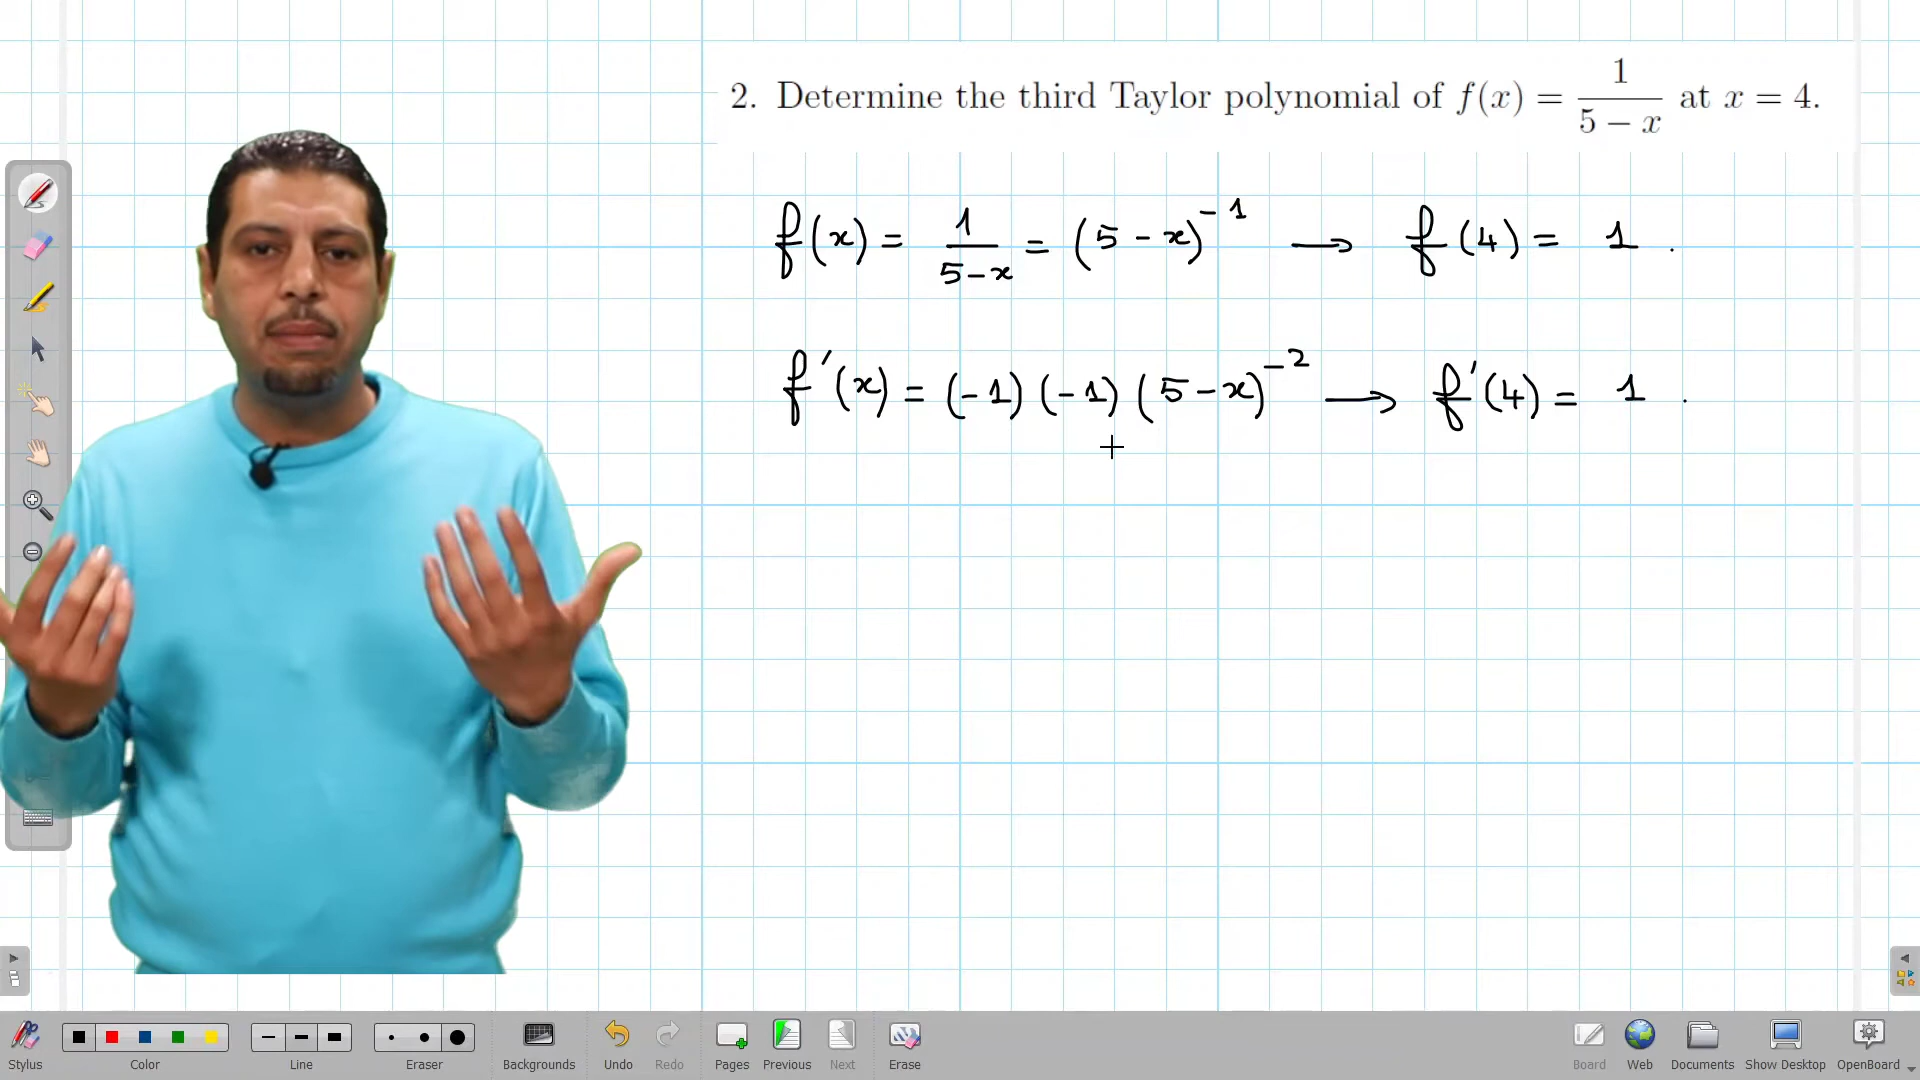 2. Determine the third Taylor polynomial of f(x) = 1/(5 − x) at x = 4.
f(x) = 1/(5-x) = (5-x)^-1 → f(4) = 1 .
f'(x) = (-1)(-1)(5-x)^-2 → f'(4) = 1 .
Stylus Color Line Eraser Backgrounds Undo Redo Pages Previous Next Erase Board Web Documents Show Desktop OpenBoard